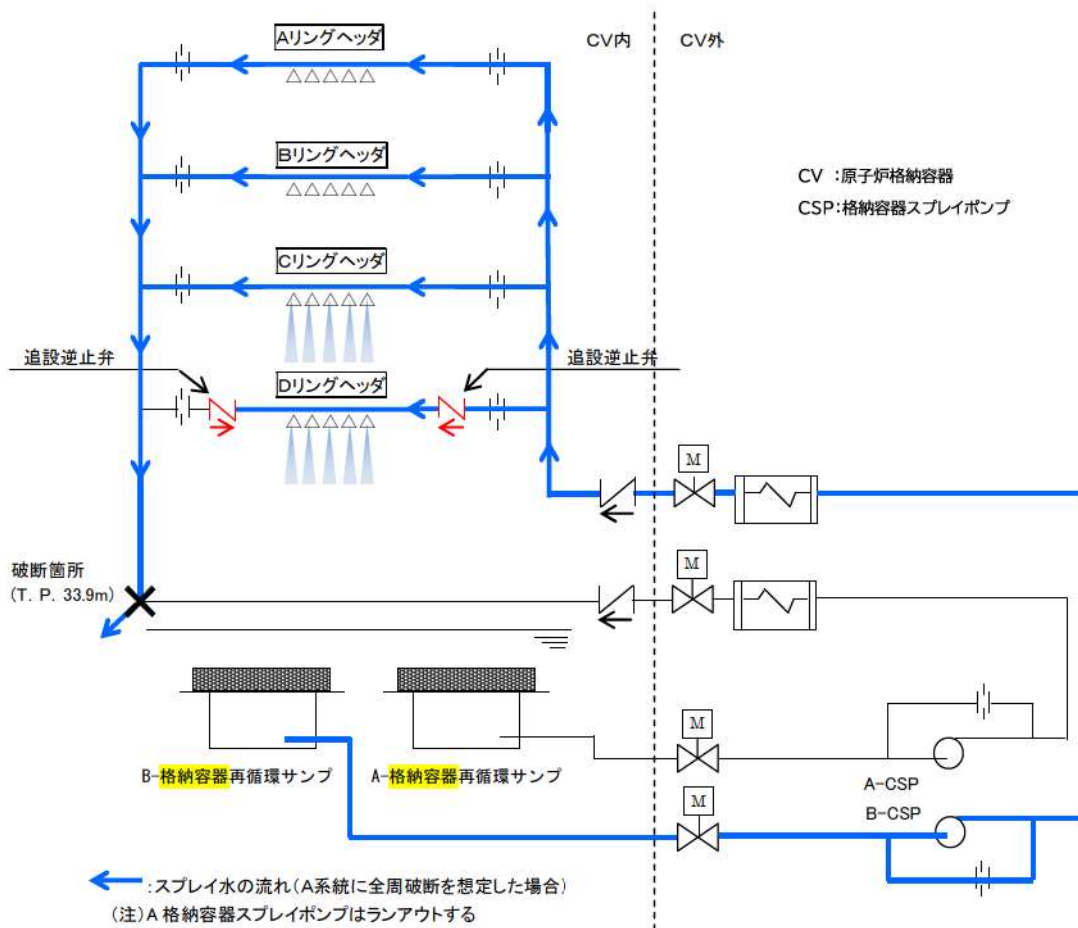 Aリングヘッダ
CV内
CV外
Bリングヘッダ
CV :原子炉格納容器
CSP:格納容器スプレイポンプ
Cリングヘッダ
追設逆止弁
追設逆止弁
Dリングヘッダ
M
破断箇所
(T. P. 33.9m)
M
M
B-格納容器再循環サンプ
A-格納容器再循環サンプ
A-CSP
B-CSP
M
:スプレイ水の流れ(A系統に全周破断を想定した場合)
(注)A 格納容器スプレイポンプはランアウトする